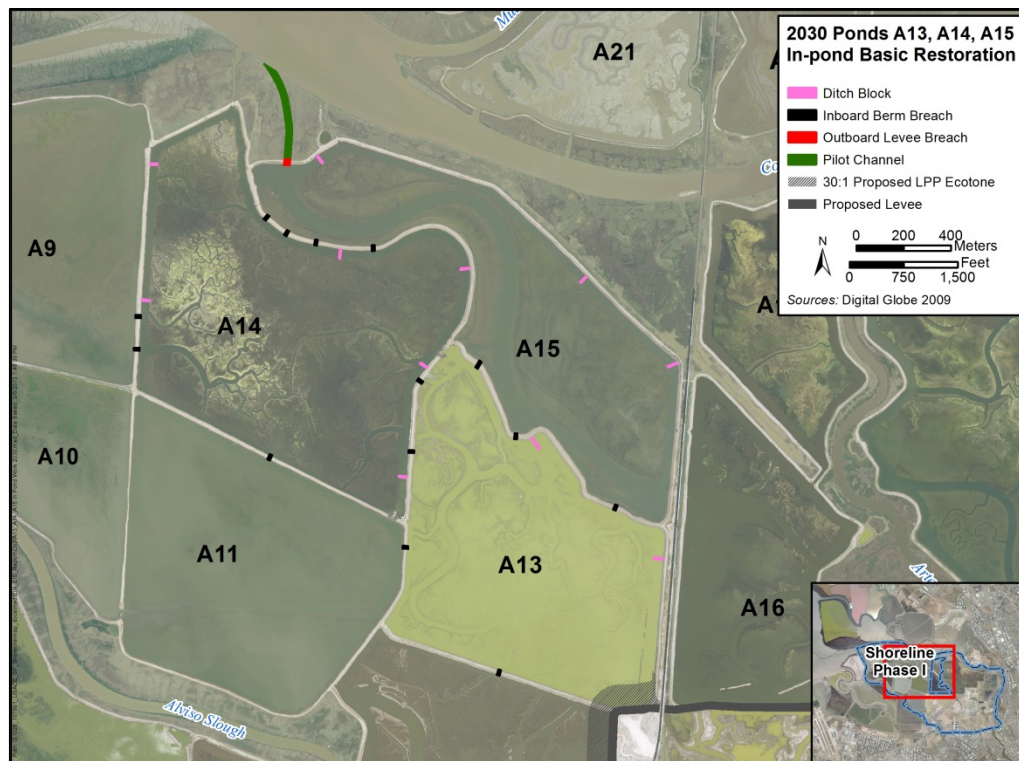 2030 Ponds A13, A14, A15
In-pond Basic Restoration
Ditch Block
Inboard Berm Breach
Outboard Levee Breach
Pilot Channel
30:1 Proposed LPP Ecotone
Proposed Levee
N
0 200 400
Meters
Feet
0 750 1,500
Sources: Digital Globe 2009
A21
A9
A14
A15
A10
A11
A13
A16
Alviso Slough
Shoreline
Phase I